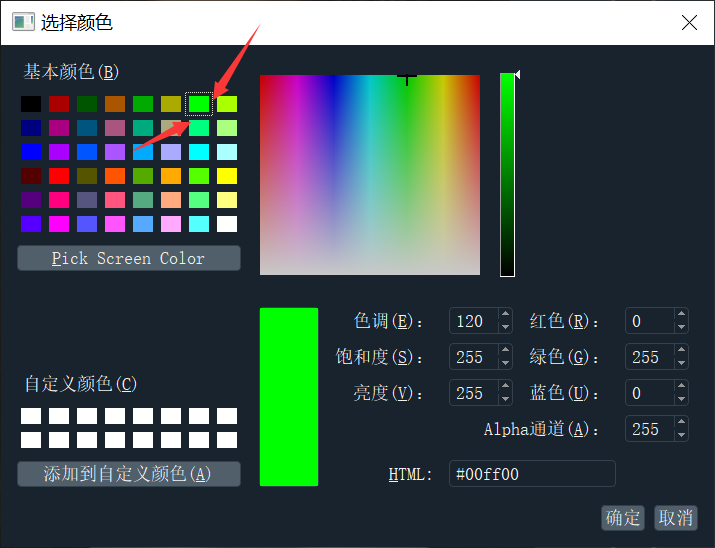 选择颜色
基本颜色(B)
Pick Screen Color
自定义颜色(C)
添加到自定义颜色(A)
色调(E): 120 红色(R): 0
饱和度(S): 255 绿色(G): 255
亮度(V): 255 蓝色(U): 0
Alpha通道(A): 255
HTML: #00ff00
确定 取消